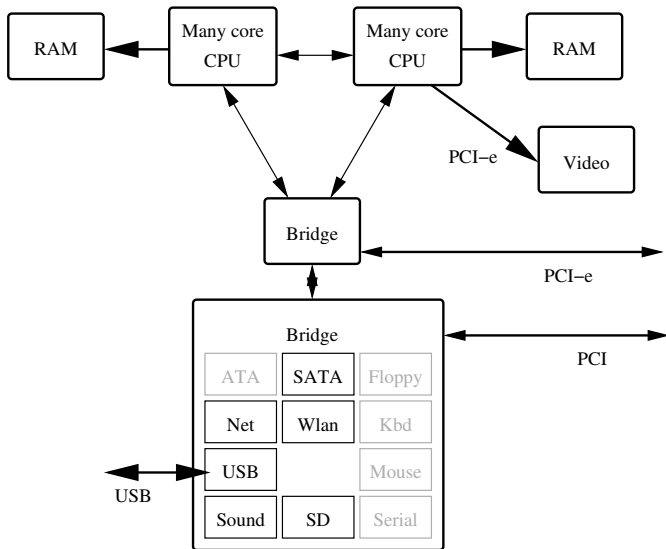 RAM
Many core
CPU
Many core
CPU
RAM
PCI–e
Video
Bridge
PCI–e
Bridge
PCI
ATA
SATA
Floppy
Net
Wlan
Kbd
USB
Mouse
USB
Sound
SD
Serial